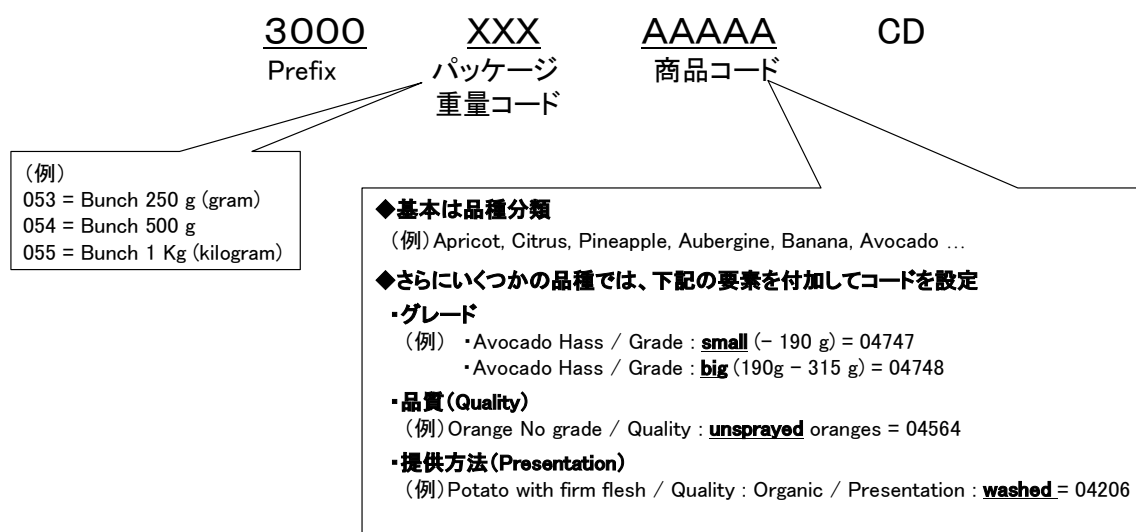 3000 XXX AAAAA CD
Prefix パッケージ 商品コード
重量コード
（例）
053 = Bunch 250 g (gram)
054 = Bunch 500 g
055 = Bunch 1 Kg (kilogram)
◆基本は品種分類
（例）Apricot, Citrus, Pineapple, Aubergine, Banana, Avocado …
◆さらにいくつかの品種では、下記の要素を付加してコードを設定
・グレード
（例） ・Avocado Hass / Grade : small (- 190 g) = 04747
・Avocado Hass / Grade : big (190g - 315 g) = 04748
・品質（Quality）
（例）Orange No grade / Quality : unsprayed oranges = 04564
・提供方法（Presentation）
（例）Potato with firm flesh / Quality : Organic / Presentation : washed = 04206